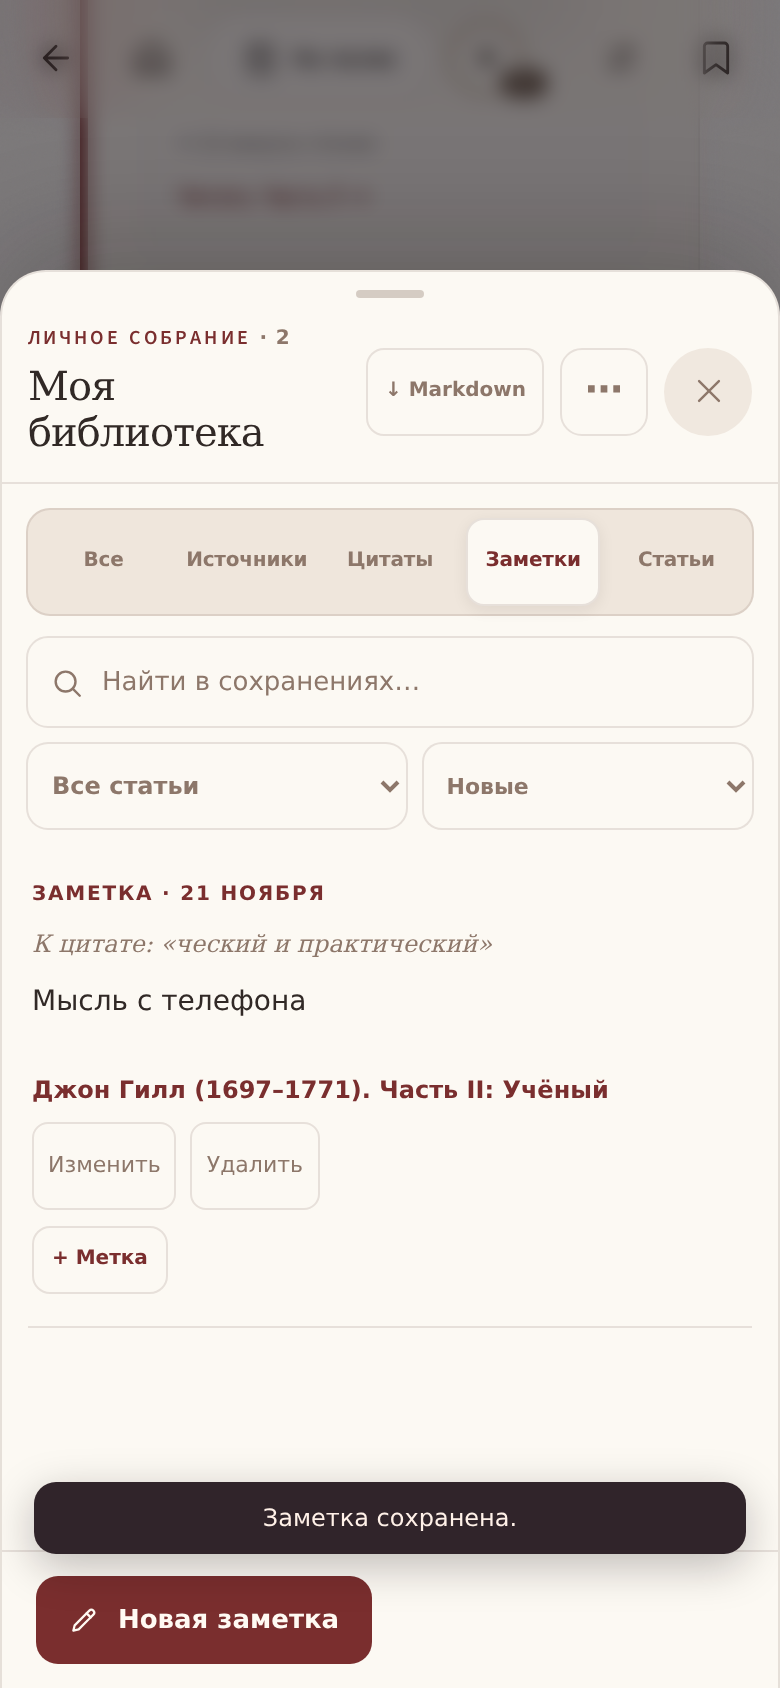 ЛИЧНОЕ СОБРАНИЕ · 2
Моя
библиотека
↓ Markdown
...
Все
Источники
Цитаты
Заметки
Статьи
Найти в сохранениях...
Все статьи
Новые
ЗАМЕТКА · 21 НОЯБРЯ
К цитате: «ческий и практический»
Мысль с телефона
Джон Гилл (1697–1771). Часть II: Учёный
Изменить
Удалить
+ Метка
Заметка сохранена.
Новая заметка